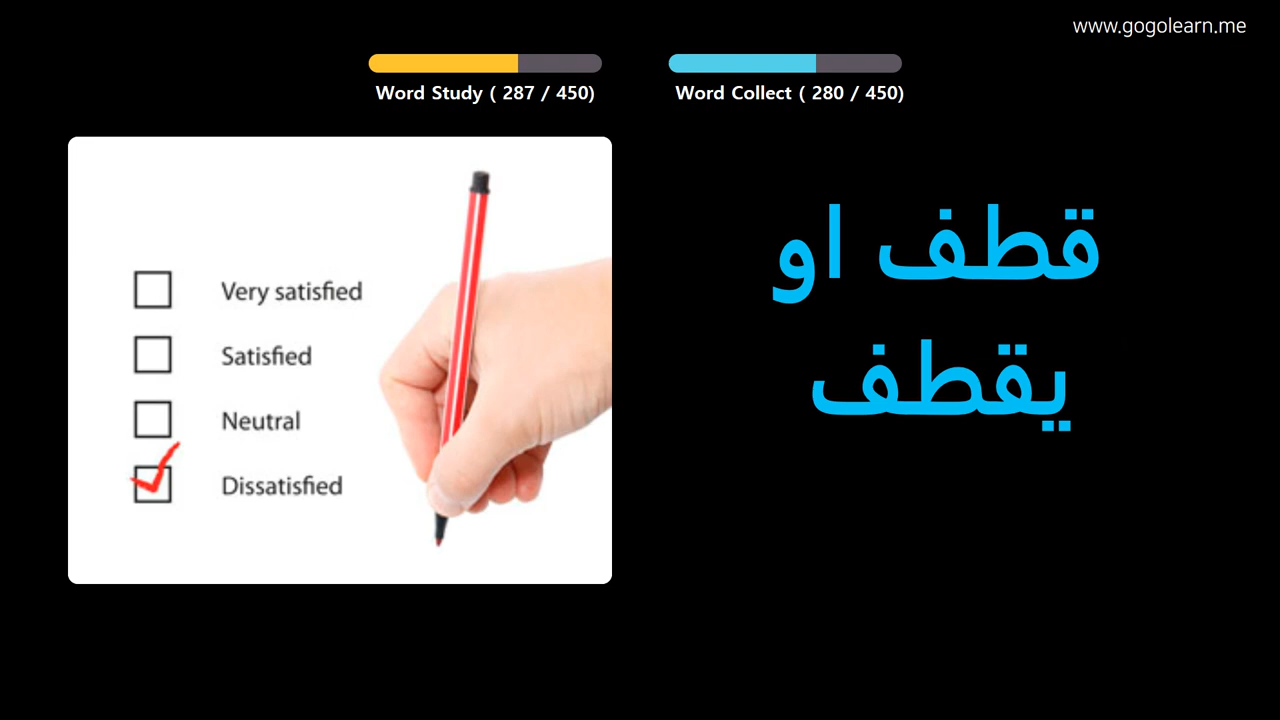 www.gogolearn.me
Word Study ( 287 / 450)
Word Collect ( 280 / 450)
Very satisfied
Satisfied
Neutral
Dissatisfied
قطف او
يقطف